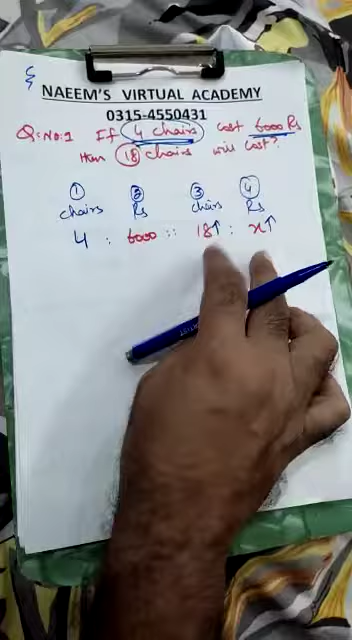 NAEEM'S VIRTUAL ACADEMY
0315-4550431
Q:No:1 If 4 chairs cost 6000 Rs
then 18 chairs will cost?
① ② ③ ④
chairs Rs chairs Rs
4 : 6000 :: 18↑ : x↑